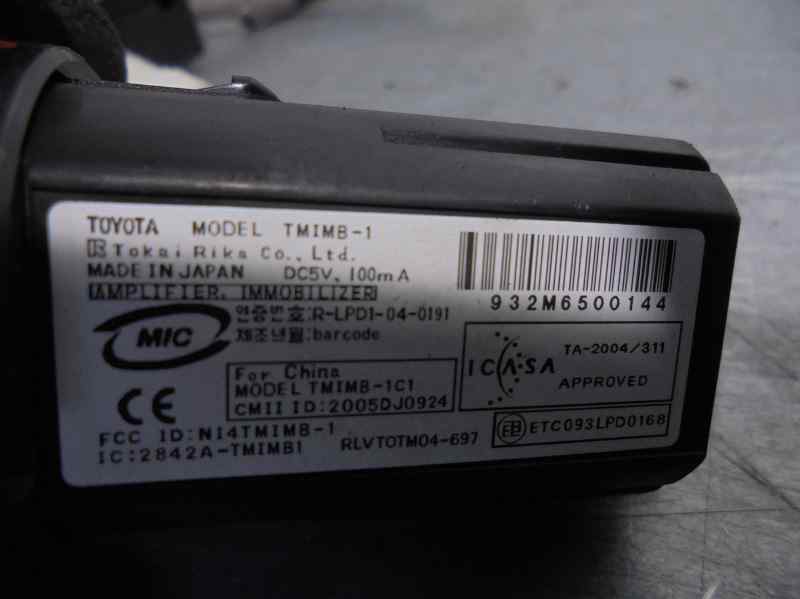 TOYOTA MODEL TMIMB-1
Tokai Rika Co., Ltd.
MADE IN JAPAN DC5V, 100mA
AMPLIFIER, IMMOBILIZER
932M6500144
MIC
인증번호:R-LPD1-04-0191
제조년월:barcode
For China
MODEL TMIMB-1C1
CMII ID:2005DJ0924
ICASA
TA-2004/311
APPROVED
CE
FCC ID:NI4TMIMB-1
IC:2842A-TMIMB1
RLVTOTM04-697
ETC093LPD0168